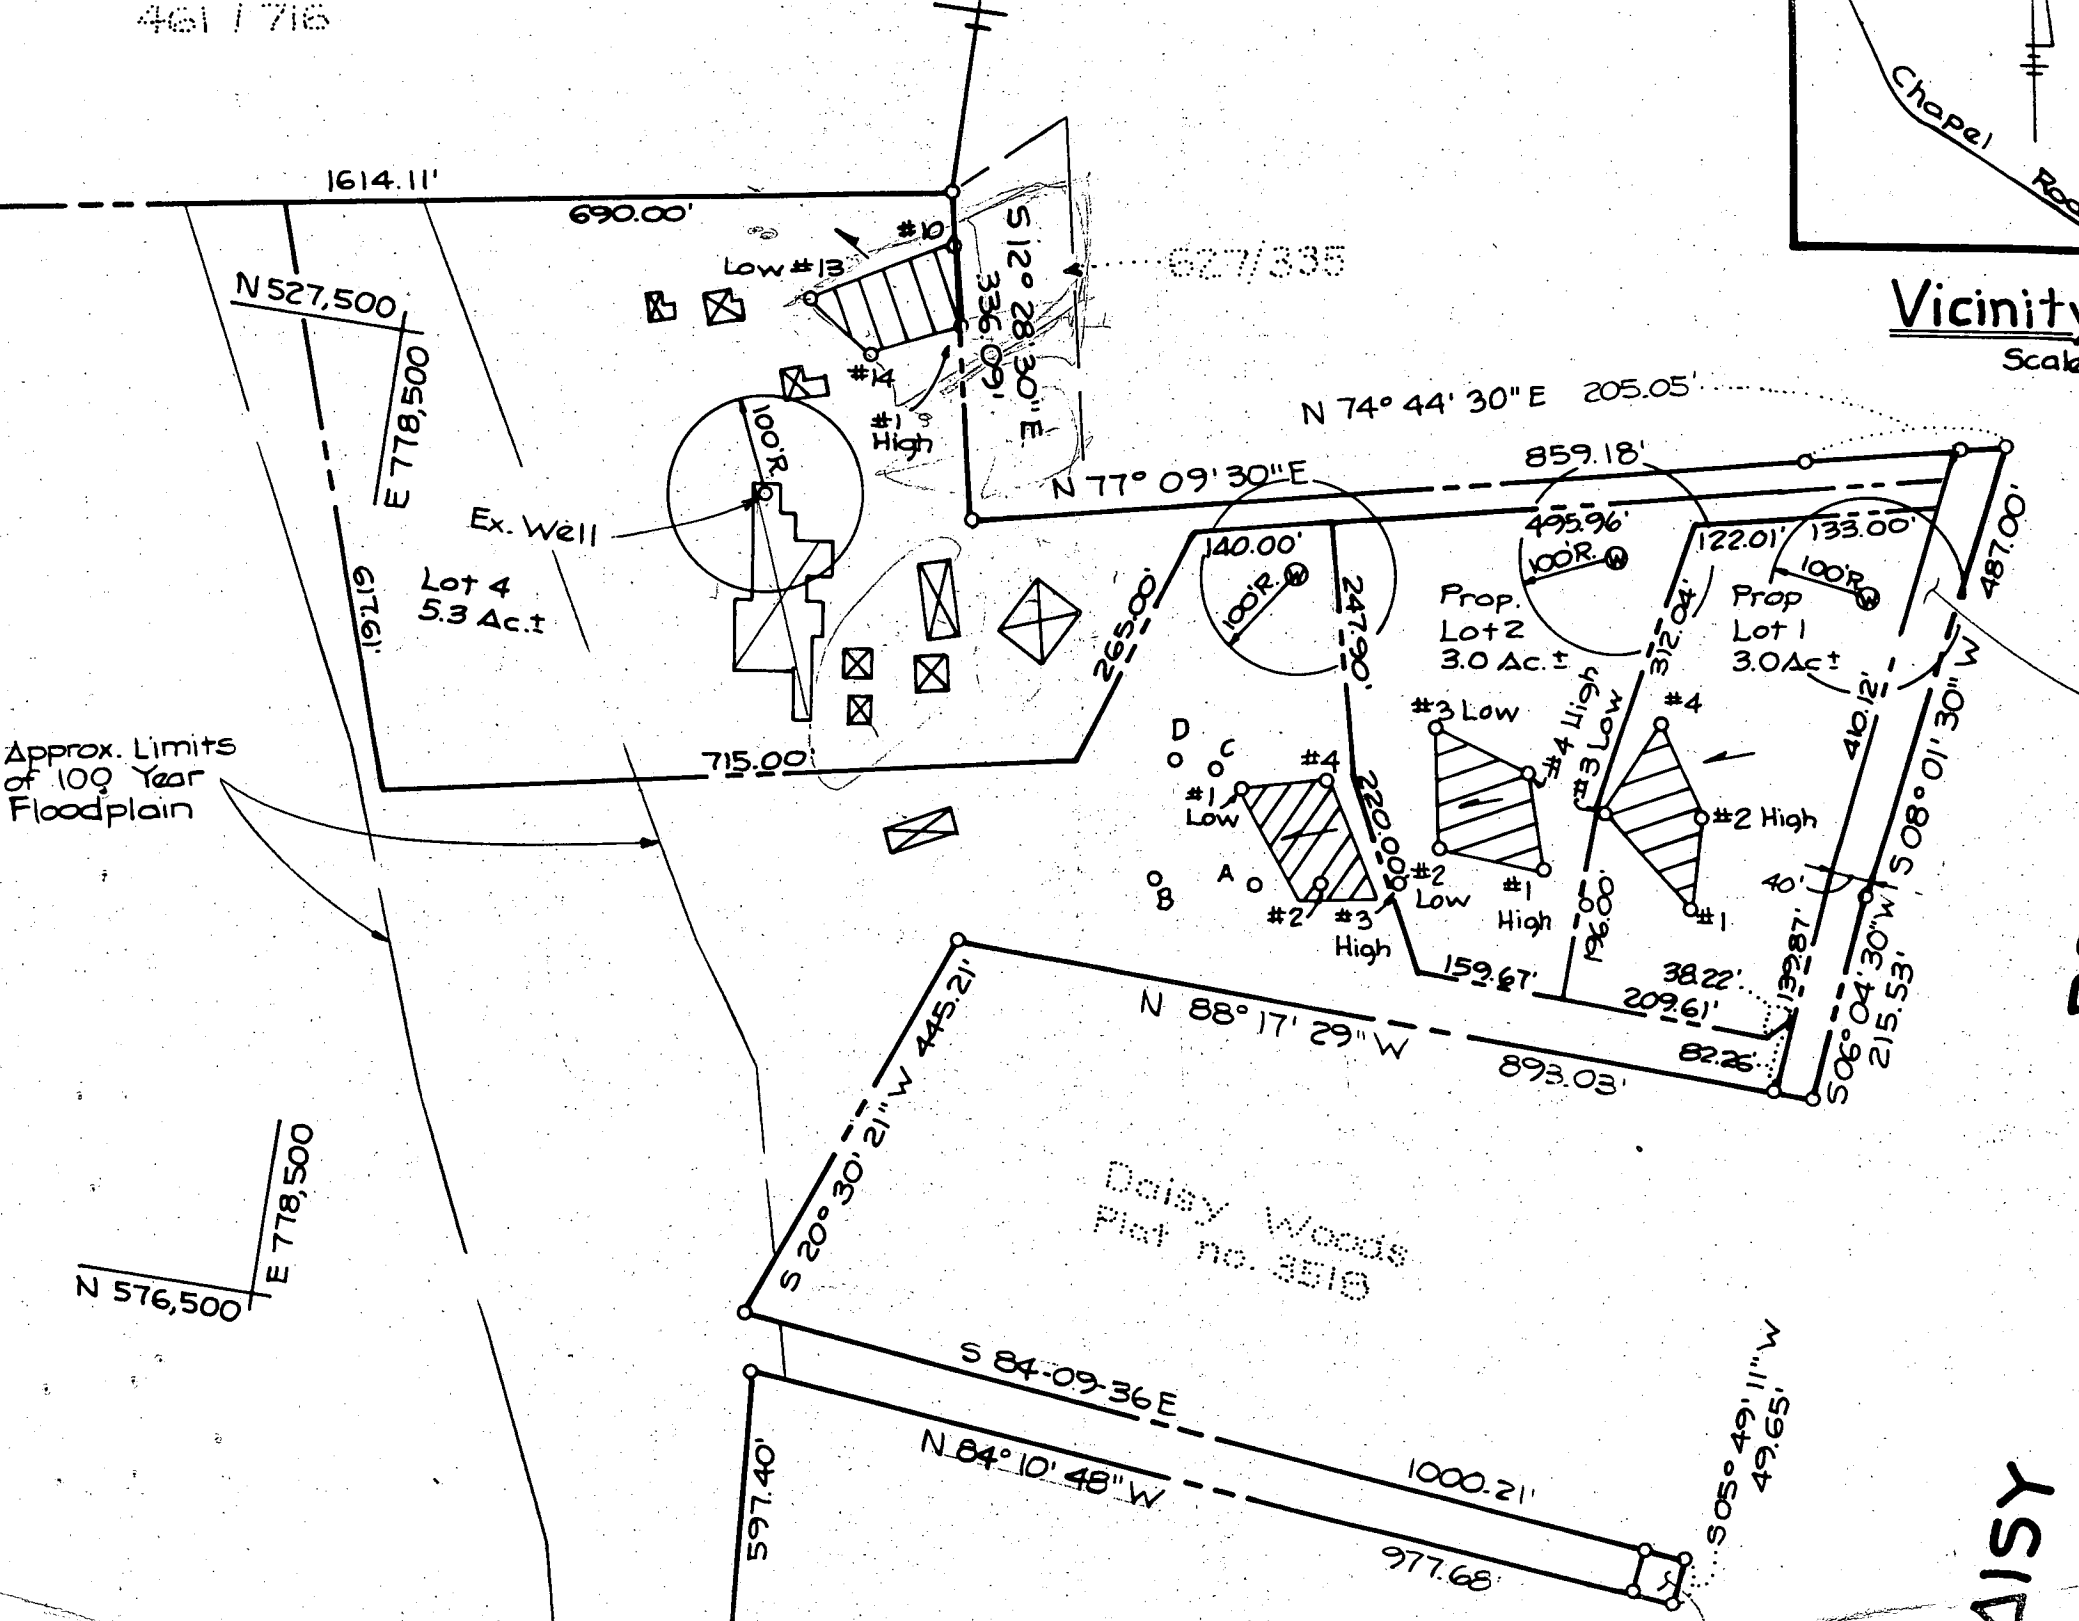 461 / 716
1614.11'
690.00'
#10
Low #13
#14
#1
High
S 12° 28' 30" E
336.09'
627/335
Chapel
Vicinity
N 527,500
E 778,500
100'R.
Ex. Well
Lot 4
5.3 Ac.±
617.61'
715.00'
265.00'
N 74° 44' 30" E 205.05'
859.18'
N 77° 09' 30" E
140.00'
495.96'
122.01'
133.00'
487.00'
100'R.
W
247.90'
100'R.
W
100'R.
W
Prop.
Lot 2
3.0 Ac.±
312.04'
Prop
Lot 1
3.0 Ac±
410.12'
S 08° 01' 30" W
Approx. Limits
of 100 Year
Floodplain
D
C
A
B
#1
Low
#4
#2
#3
High
220.00'
#3 Low
#4 High
#3 Low
#2
Low
#1
High
#4
#2 High
#1
196.00'
40'
139.87'
38.22'
159.67'
209.61'
82.26'
S 06° 04' 30" W
215.53'
N 88° 17' 29" W
893.03'
S 20° 30' 21" W 445.21'
N 576,500
E 778,500
Daisy Woods
Plat no. 3518
S 84-09-36 E
1000.21'
N 84° 10' 48" W
977.68'
597.40'
S 05° 49' 11" W
49.65'